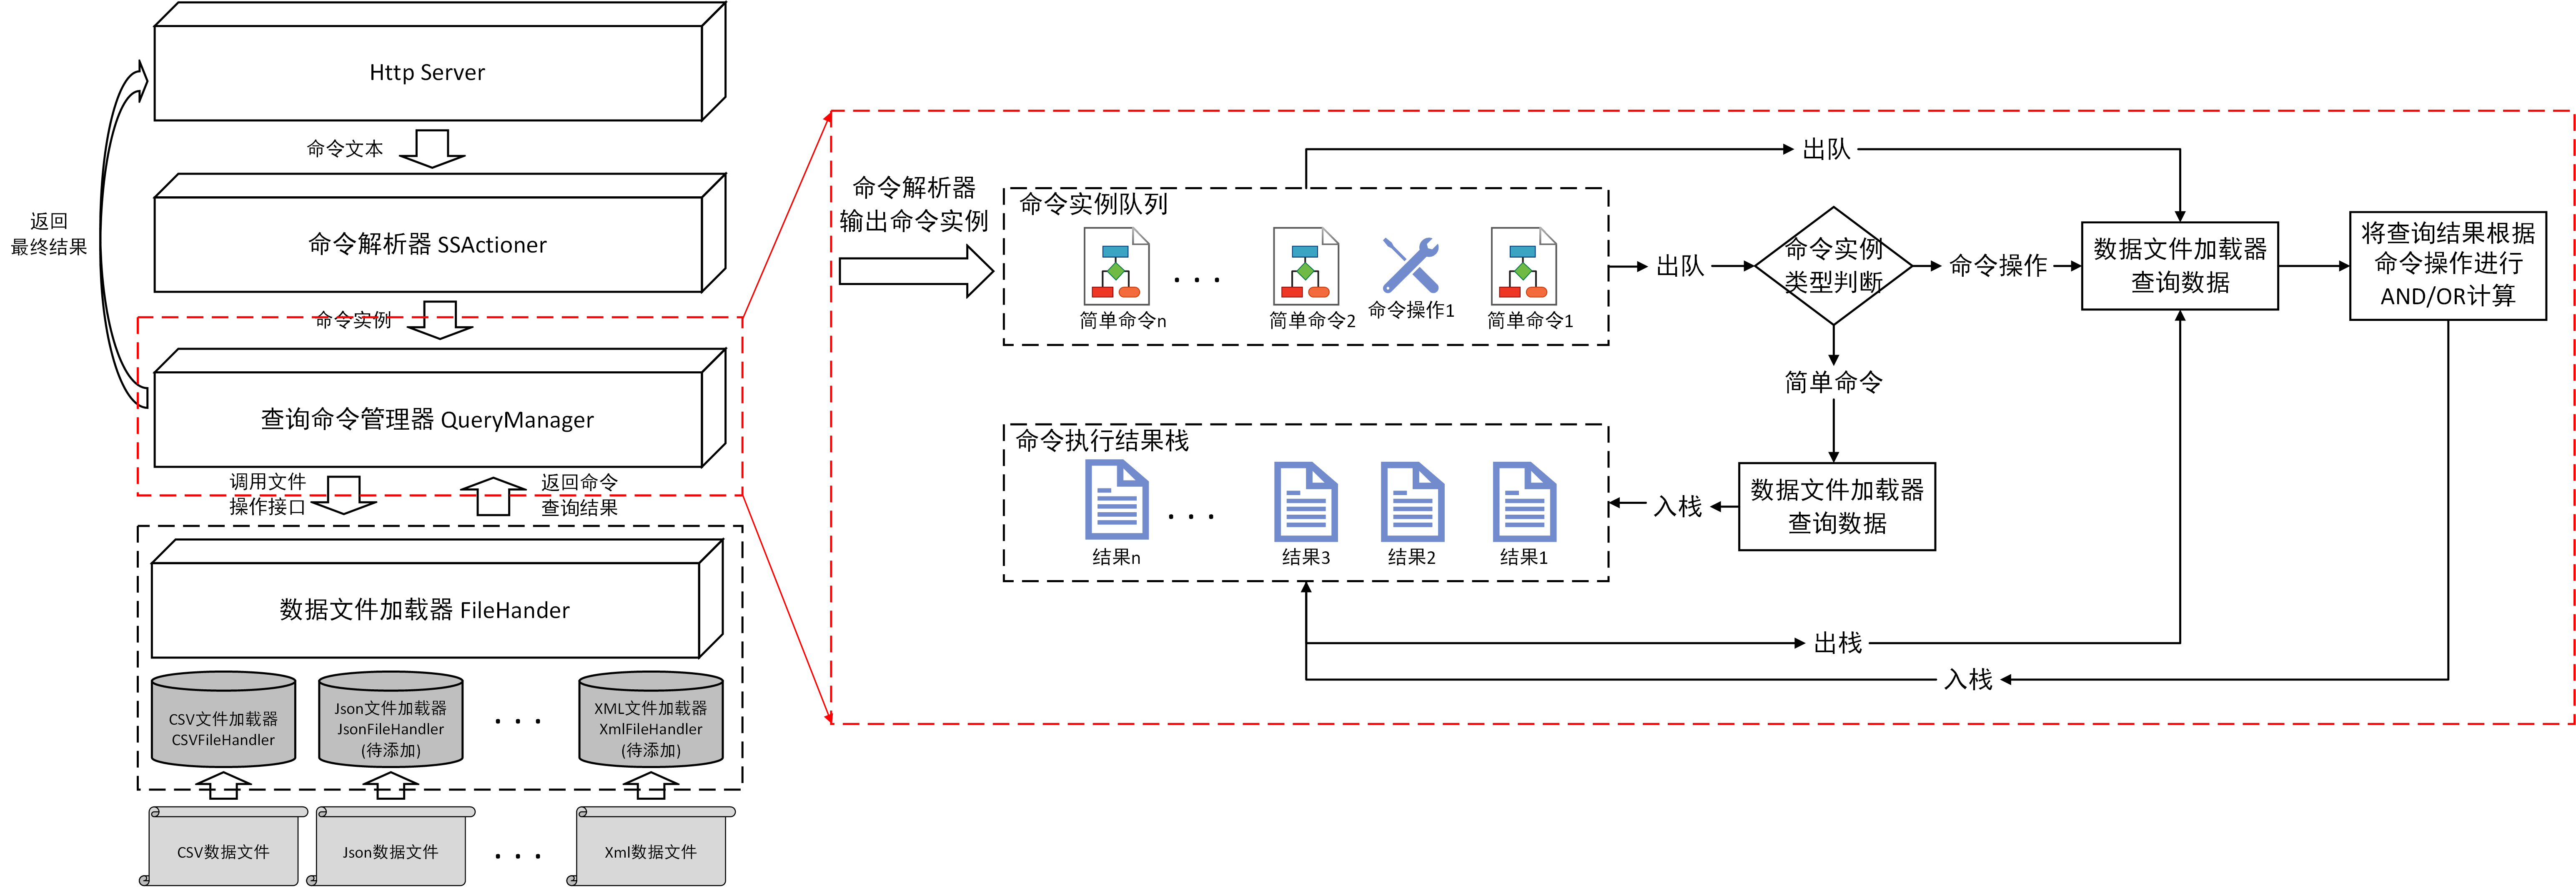 Http Server
命令文本
返回
最终结果
命令解析器 SSActioner
命令实例
查询命令管理器 QueryManager
调用文件
操作接口
返回命令
查询结果
数据文件加载器 FileHander
CSV文件加载器
CSVFileHandler
Json文件加载器
JsonFileHandler
(待添加)
. . .
XML文件加载器
XmlFileHandler
(待添加)
CSV数据文件
Json数据文件
. . .
Xml数据文件
命令解析器
输出命令实例
命令实例队列
简单命令n
. . .
简单命令2
命令操作1
简单命令1
出队
出队
命令实例
类型判断
命令操作
数据文件加载器
查询数据
将查询结果根据
命令操作进行
AND/OR计算
简单命令
数据文件加载器
查询数据
入栈
命令执行结果栈
结果n
. . .
结果3
结果2
结果1
出栈
入栈